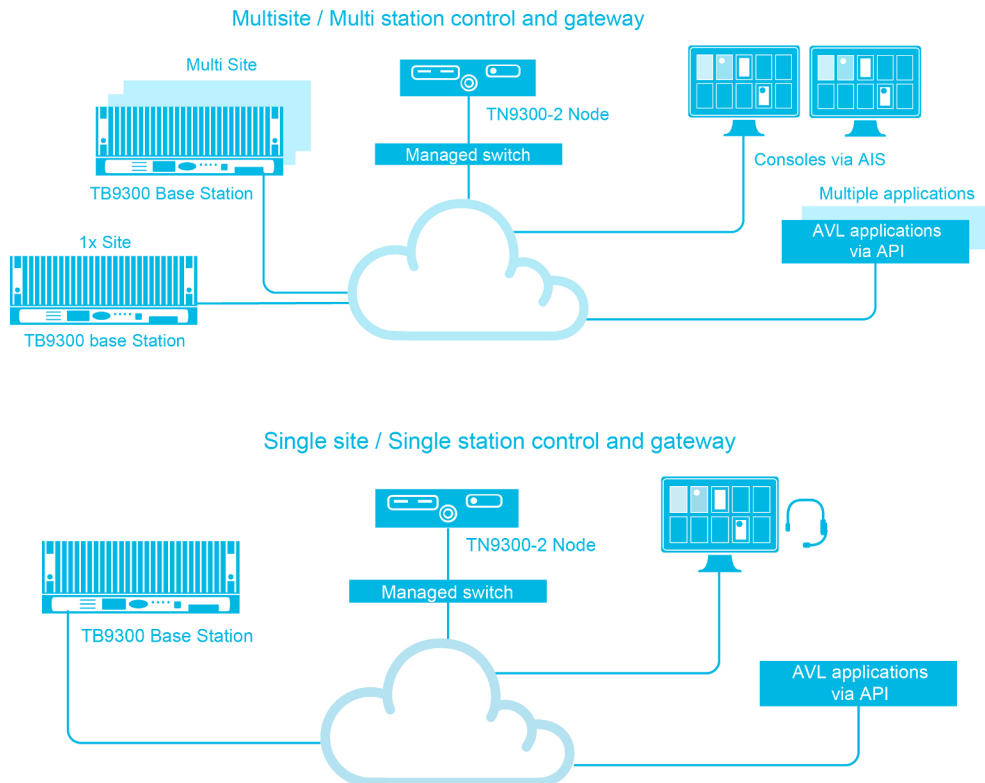 Multisite / Multi station control and gateway
Multi Site
TN9300-2 Node
Managed switch
Consoles via AIS
TB9300 Base Station
Multiple applications
AVL applications
via API
1x Site
TB9300 base Station
Single site / Single station control and gateway
TN9300-2 Node
Managed switch
TB9300 Base Station
AVL applications
via API